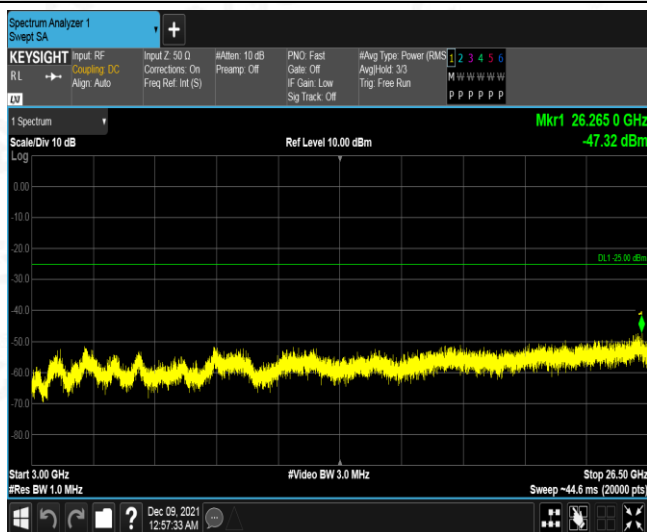 Spectrum Analyzer 1
Swept SA
+
KEYSIGHT
RL
Input: RF
Coupling: DC
Align: Auto
Input Z: 50 Ω
Corrections: On
Freq Ref: Int (S)
#Atten: 10 dB
Preamp: Off
PNO: Fast
Gate: Off
IF Gain: Low
Sig Track: Off
#Avg Type: Power (RMS
Avg|Hold: 3/3
Trig: Free Run
1 2 3 4 5 6
M W W W W W
P P P P P P
LXI
1 Spectrum
Mkr1 26.265 0 GHz
-47.32 dBm
Scale/Div 10 dB
Ref Level 10.00 dBm
Log
0.00
-10.0
-20.0
DL1 -25.00 dBm
-30.0
-40.0
-50.0
-60.0
-70.0
-80.0
Start 3.00 GHz
#Video BW 3.0 MHz
Stop 26.50 GHz
#Res BW 1.0 MHz
Sweep ~44.6 ms (20000 pts)
?
Dec 09, 2021
12:57:33 AM